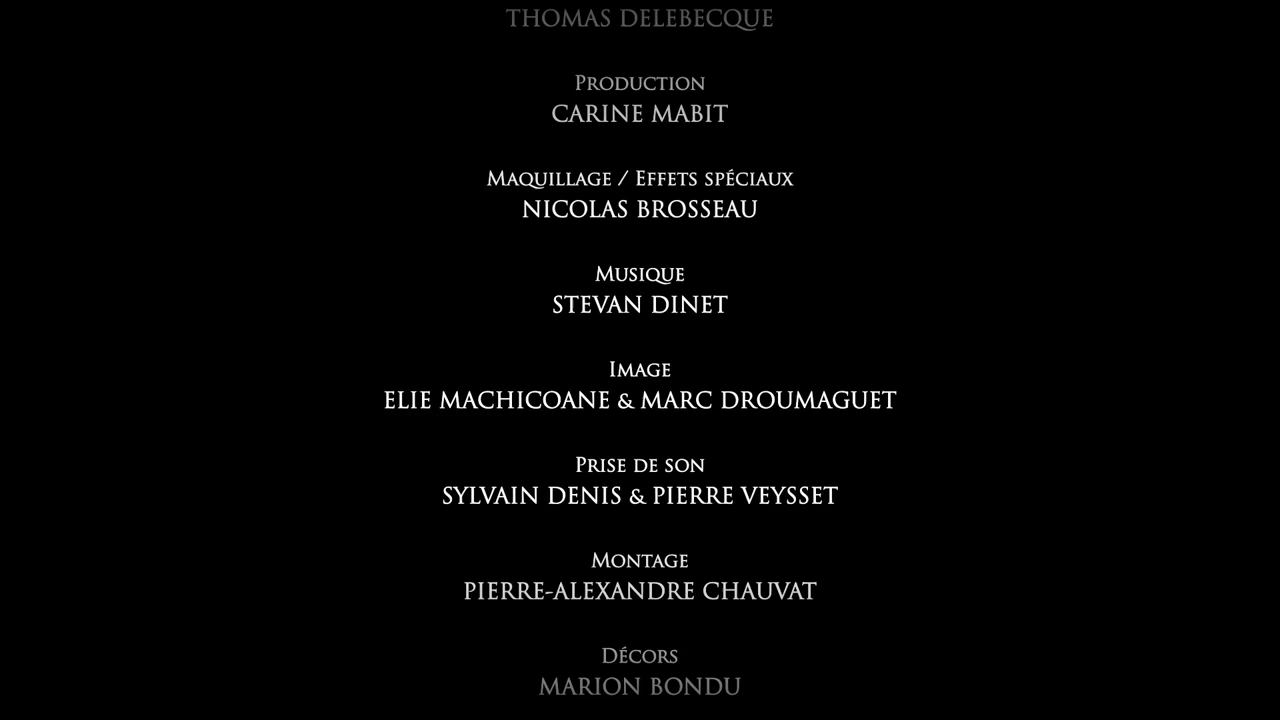 THOMAS DELEBECQUE
PRODUCTION
CARINE MABIT
MAQUILLAGE / EFFETS SPÉCIAUX
NICOLAS BROSSEAU
MUSIQUE
STEVAN DINET
IMAGE
ELIE MACHICOANE & MARC DROUMAGUET
PRISE DE SON
SYLVAIN DENIS & PIERRE VEYSSET
MONTAGE
PIERRE-ALEXANDRE CHAUVAT
DÉCORS
MARION BONDU